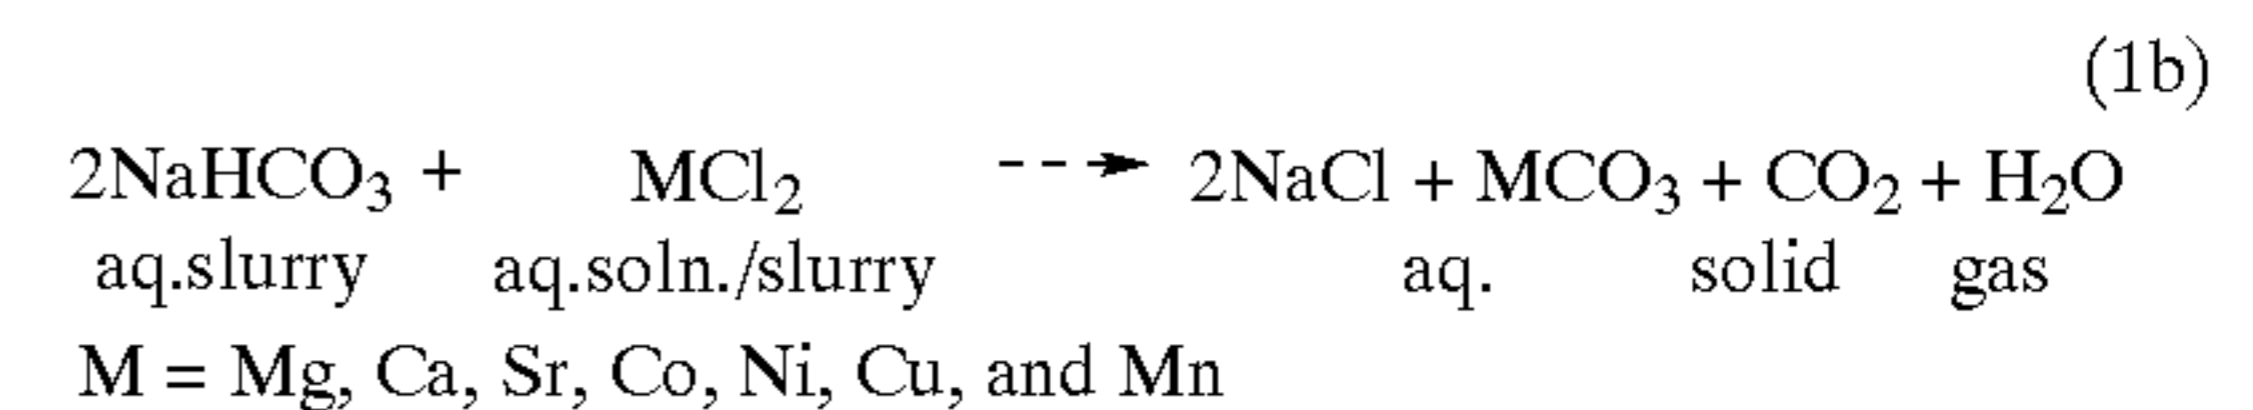 (1b)
2NaHCO₃ + MCl₂ --➤ 2NaCl + MCO₃ + CO₂ + H₂O
aq.slurry aq.soln./slurry aq. solid gas
M = Mg, Ca, Sr, Co, Ni, Cu, and Mn